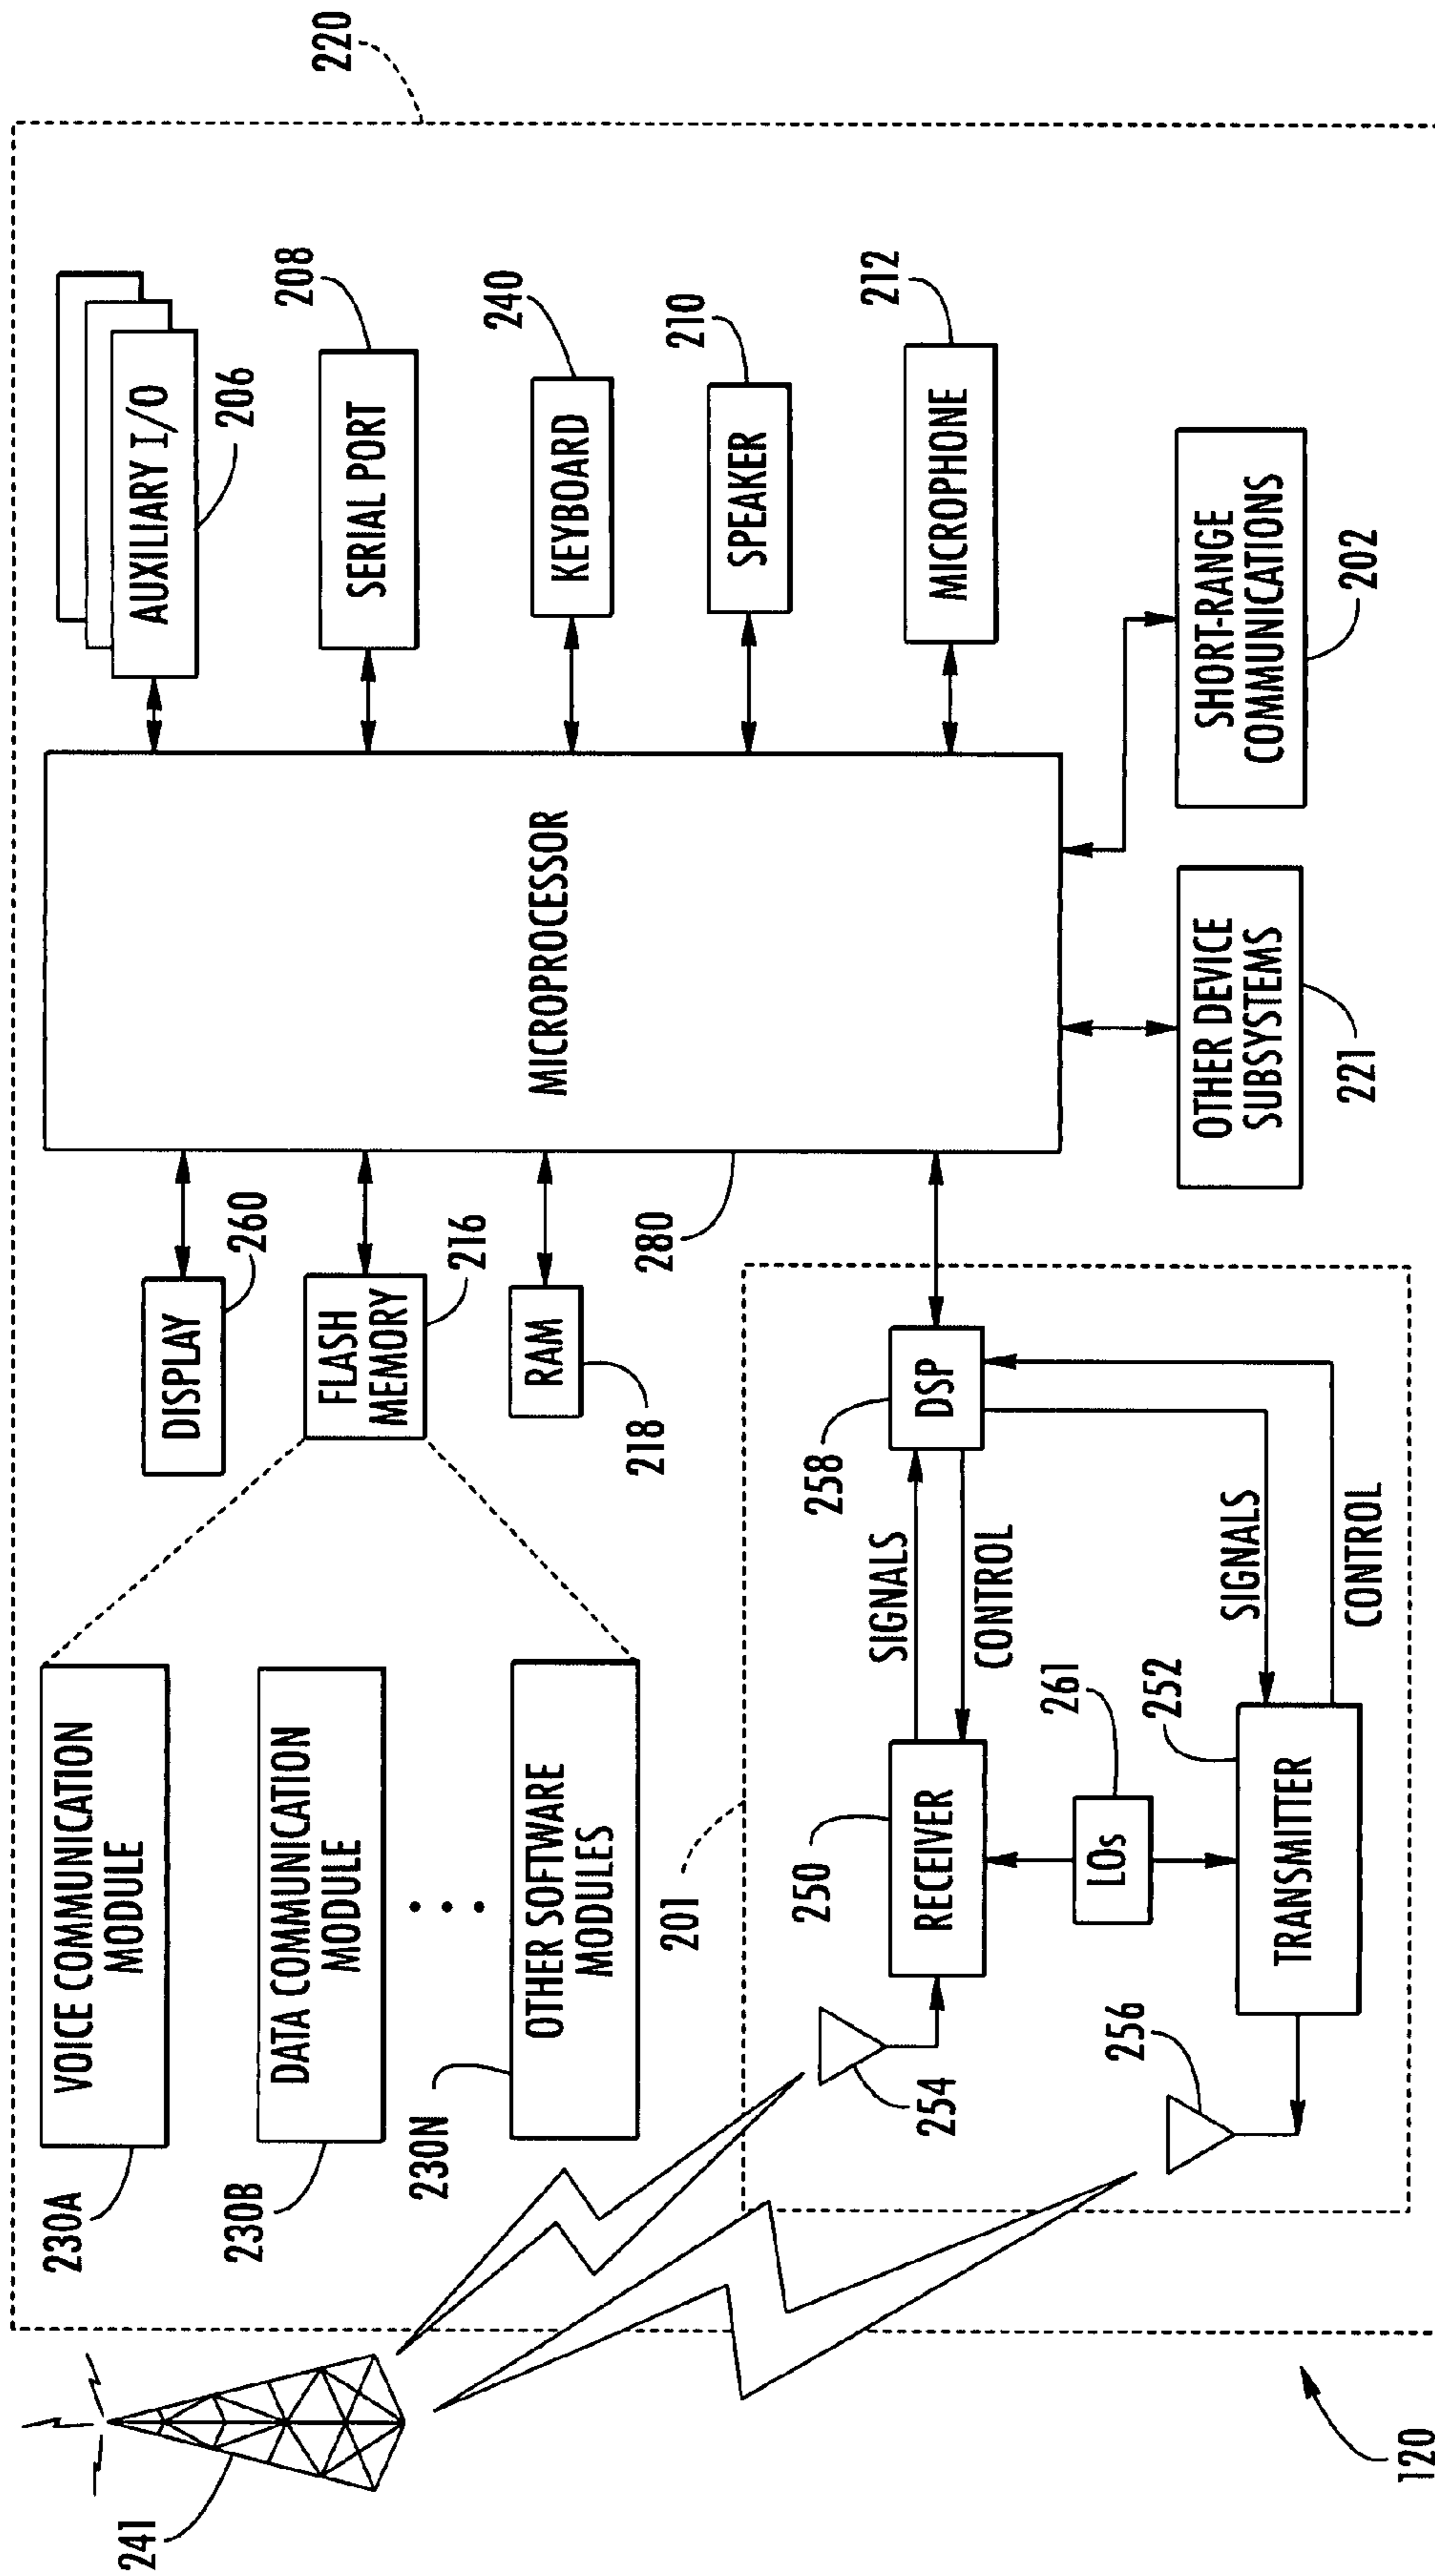 220
AUXILIARY I/O
206
SERIAL PORT
208
KEYBOARD
240
SPEAKER
210
MICROPHONE
212
SHORT-RANGE
COMMUNICATIONS
202
MICROPROCESSOR
280
OTHER DEVICE
SUBSYSTEMS
221
DISPLAY
260
FLASH
MEMORY
216
RAM
218
VOICE COMMUNICATION
MODULE
230A
DATA COMMUNICATION
MODULE
230B
OTHER SOFTWARE
MODULES
230N
201
DSP
258
SIGNALS
CONTROL
RECEIVER
250
254
LOs
261
TRANSMITTER
252
256
SIGNALS
CONTROL
241
120